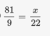 81/9 = x/22